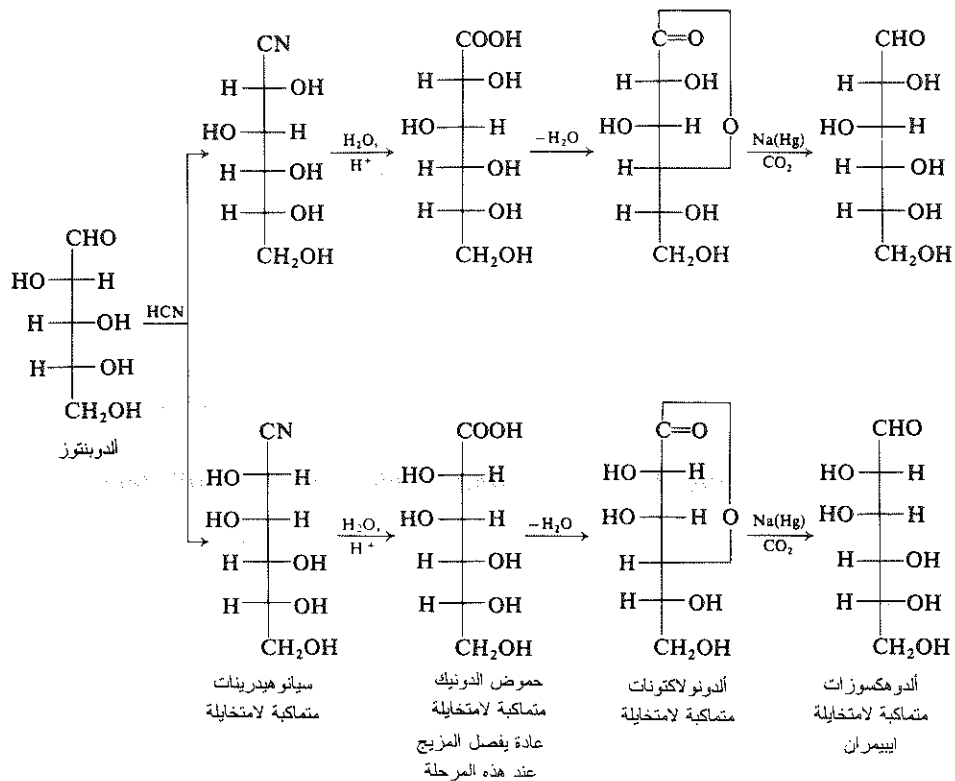 CN
H OH
HO H
H OH
H OH
CH₂OH
H₂O,
H⁺
COOH
H OH
HO H
H OH
H OH
CH₂OH
−H₂O
C=O
H OH
HO H O
H
H OH
CH₂OH
Na(Hg)
CO₂
CHO
H OH
HO H
H OH
H OH
CH₂OH
CHO
HO H
H OH
H OH
CH₂OH
ألدوبنتوز
HCN
CN
HO H
HO H
H OH
H OH
CH₂OH
H₂O,
H⁺
COOH
HO H
HO H
H OH
H OH
CH₂OH
−H₂O
C=O
HO H
HO H O
H
H OH
CH₂OH
Na(Hg)
CO₂
CHO
HO H
HO H
H OH
H OH
CH₂OH
سيانوهيدرينات
متماكبة لامتخايلة
حموض الدونيك
متماكبة لامتخايلة
عادة يفصل المزيج
عند هذه المرحلة
ألدونولاكتونات
متماكبة لامتخايلة
ألدوهكسوزات
متماكبة لامتخايلة
ايبيمران